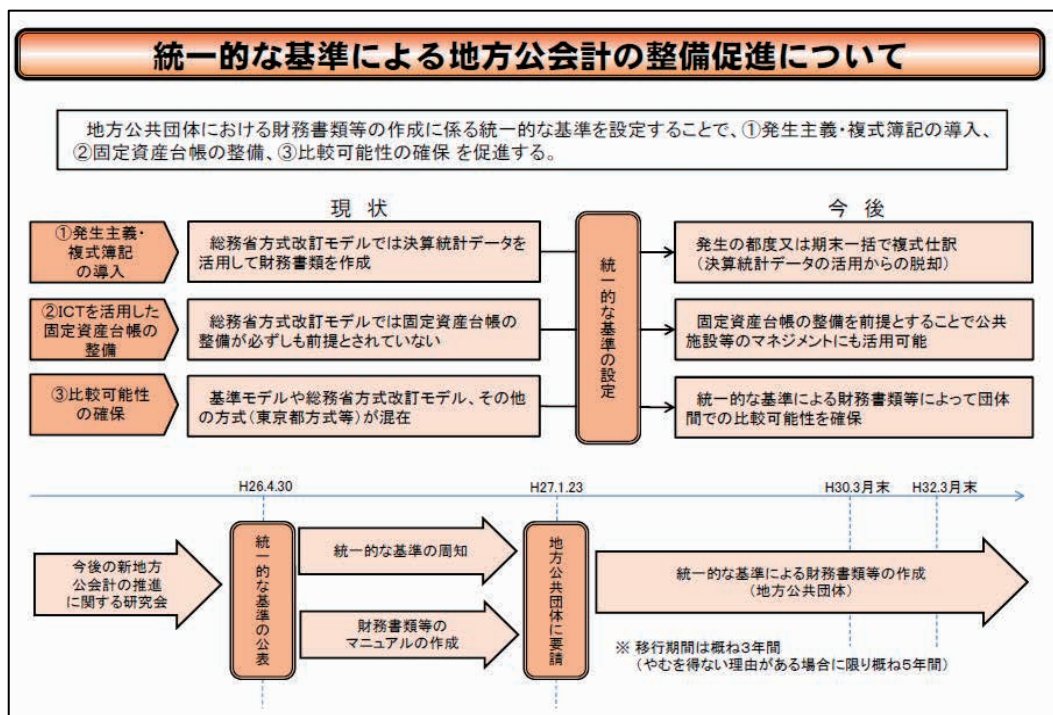 統一的な基準による地方公会計の整備促進について
地方公共団体における財務書類等の作成に係る統一的な基準を設定することで、①発生主義・複式簿記の導入、
②固定資産台帳の整備、③比較可能性の確保 を促進する。
現 状
今 後
①発生主義・
複式簿記
の導入
総務省方式改訂モデルでは決算統計データを
活用して財務書類を作成
統一的な基準の設定
発生の都度又は期末一括で複式仕訳
(決算統計データの活用からの脱却)
②ICTを活用した
固定資産台帳の
整備
総務省方式改訂モデルでは固定資産台帳の
整備が必ずしも前提とされていない
固定資産台帳の整備を前提とすることで公共
施設等のマネジメントにも活用可能
③比較可能性
の確保
基準モデルや総務省方式改訂モデル、その他
の方式(東京都方式等)が混在
統一的な基準による財務書類等によって団体
間での比較可能性を確保
H26.4.30
H27.1.23
H30.3月末
H32.3月末
今後の新地方
公会計の推進
に関する研究会
統一的な基準の公表
統一的な基準の周知
財務書類等の
マニュアルの作成
地方公共団体に要請
統一的な基準による財務書類等の作成
(地方公共団体)
※ 移行期間は概ね3年間
(やむを得ない理由がある場合に限り概ね5年間)